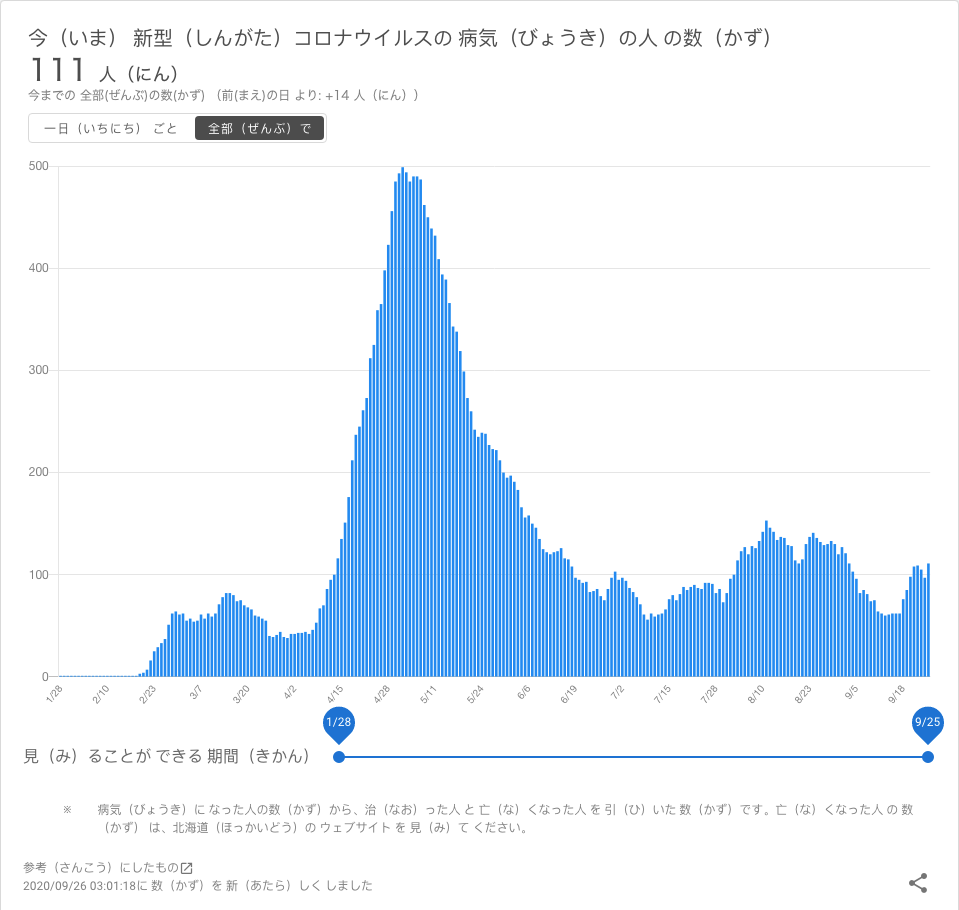 今（いま） 新型（しんがた）コロナウイルスの 病気（びょうき）の人 の数（かず）
111 人（にん）
今までの 全部(ぜんぶ)の数(かず) （前(まえ)の日 より: +14 人（にん））
一日（いちにち） ごと 全部（ぜんぶ）で
500
400
300
200
100
0
1/28 2/10 2/23 3/7 3/20 4/2 4/15 4/28 5/11 5/24 6/6 6/19 7/2 7/15 7/28 8/10 8/23 9/5 9/18
1/28 9/25
見（み）ることが できる 期間（きかん）
※ 病気（びょうき）に なった人の数（かず）から、治（なお）った人 と 亡（な）くなった人 を 引（ひ）いた 数（かず）です。亡（な）くなった人 の 数
（かず） は、北海道（ほっかいどう）の ウェブサイト を 見（み）て ください。
参考（さんこう）にしたもの
2020/09/26 03:01:18に 数（かず）を 新（あたら）しく しました